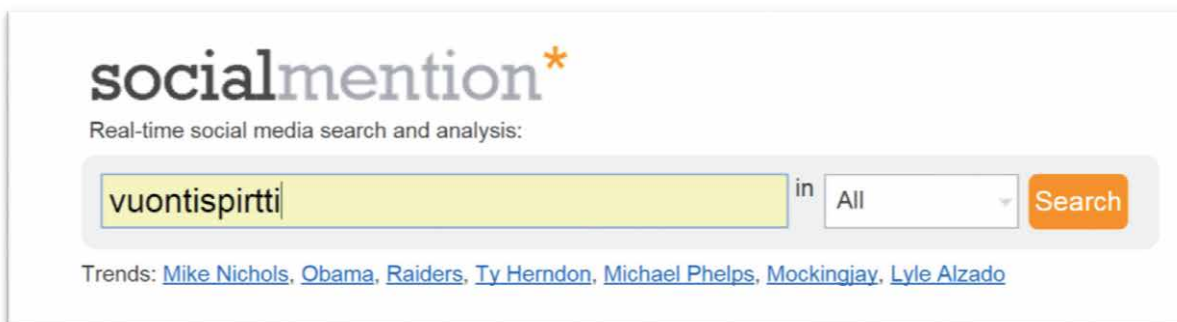 socialmention*
Real-time social media search and analysis:
vuontispirtti in All Search
Trends: Mike Nichols, Obama, Raiders, Ty Herndon, Michael Phelps, Mockingjay, Lyle Alzado